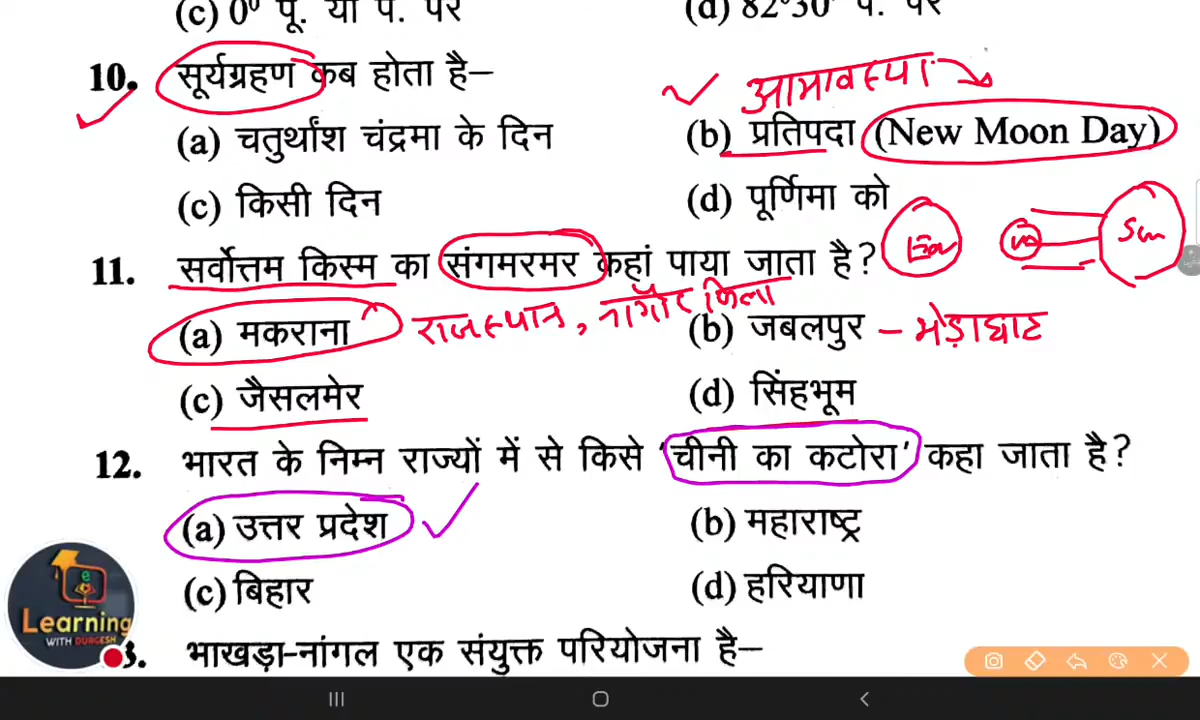 (c) 0⁰ पू. या प. पर
(d) 82°30' प. पर
10. सूर्यग्रहण कब होता है–
आमावस्या
(a) चतुर्थांश चंद्रमा के दिन
(b) प्रतिपदा (New Moon Day)
(c) किसी दिन
(d) पूर्णिमा को
Sun
11. सर्वोत्तम किस्म का संगमरमर कहां पाया जाता है?
(a) मकराना
राजस्थान, नागौर जिला
(b) जबलपुर – भेड़ाघाट
(c) जैसलमेर
(d) सिंहभूम
12. भारत के निम्न राज्यों में से किसे 'चीनी का कटोरा' कहा जाता है?
(a) उत्तर प्रदेश
(b) महाराष्ट्र
(c) बिहार
(d) हरियाणा
e
Learning
WITH DURGESH
3. भाखड़ा-नांगल एक संयुक्त परियोजना है–